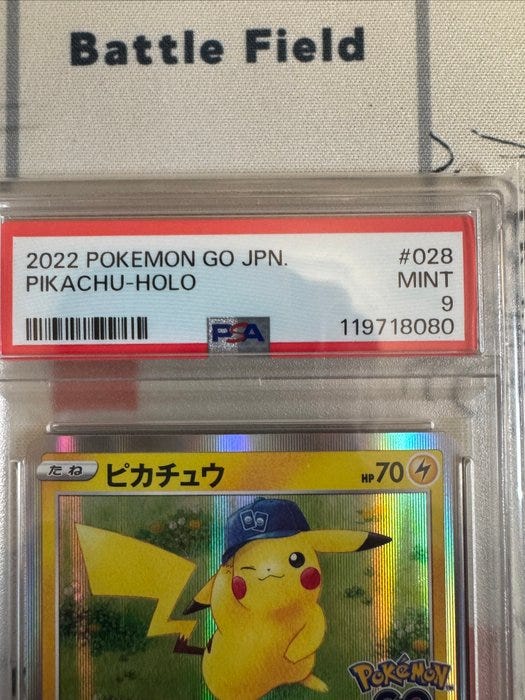 Battle Field
2022 POKEMON GO JPN. #028
PIKACHU-HOLO MINT
9
PSA 119718080
たね ピカチュウ HP70
POKÉMON
GO